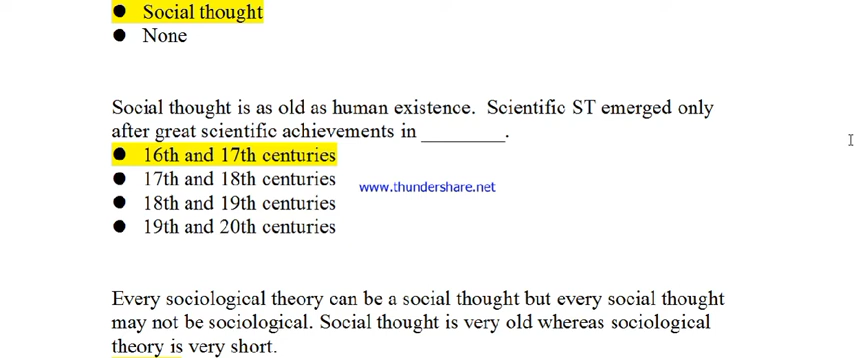 ● Social thought
● None
Social thought is as old as human existence.  Scientific ST emerged only
after great scientific achievements in _________.
● 16th and 17th centuries
● 17th and 18th centuries
www.thundershare.net
● 18th and 19th centuries
● 19th and 20th centuries
Every sociological theory can be a social thought but every social thought
may not be sociological. Social thought is very old whereas sociological
theory is very short.